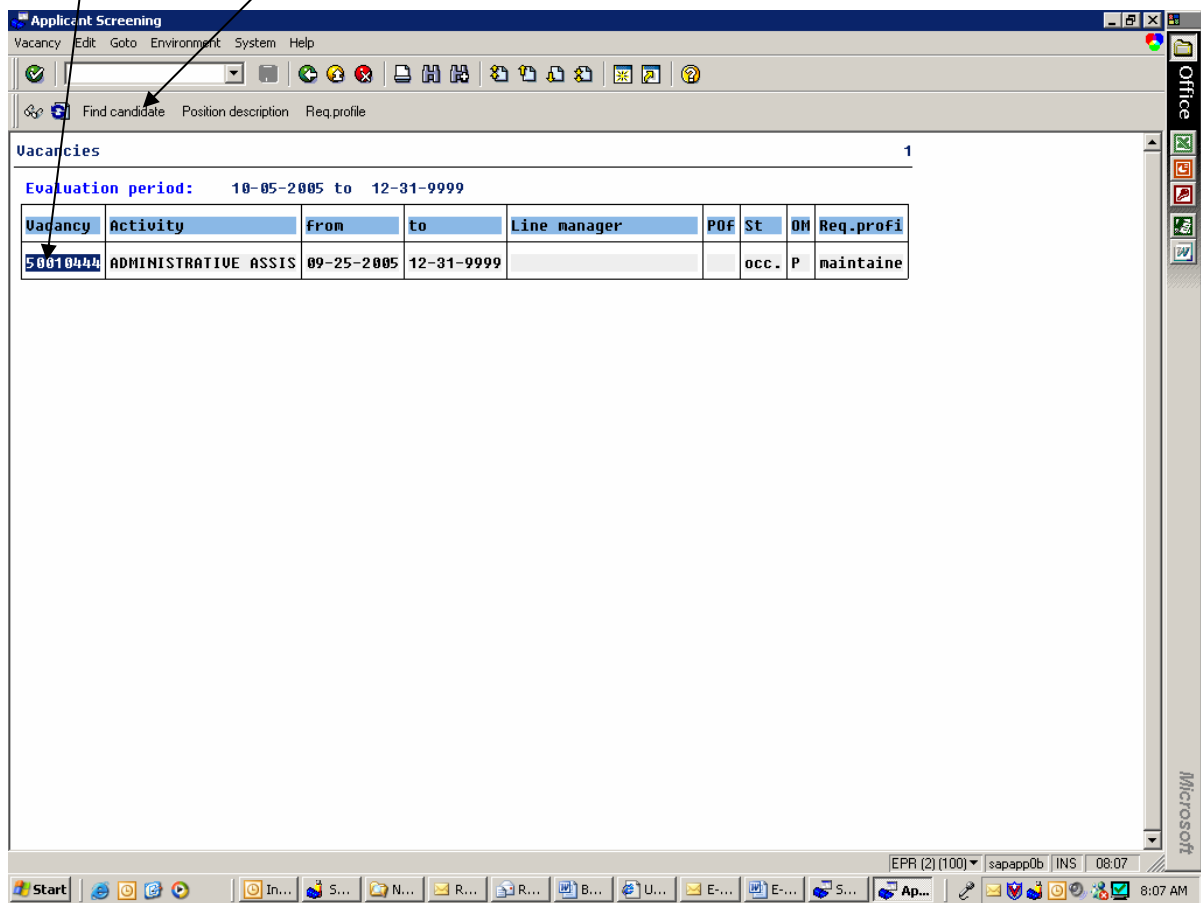 Applicant Screening
Vacancy Edit Goto Environment System Help
Find candidate Position description Req.profile
Vacancies 1
Evaluation period: 10-05-2005 to 12-31-9999
Vacancy Activity from to Line manager POf St OM Req.profi
50010444 ADMINISTRATIVE ASSIS 09-25-2005 12-31-9999 occ. P maintaine
EPR (2) (100) sapapp0b INS 08:07
Start In... S... N... R... R... B... U... E-... E-... S... Ap... 8:07 AM
Office
Microsoft